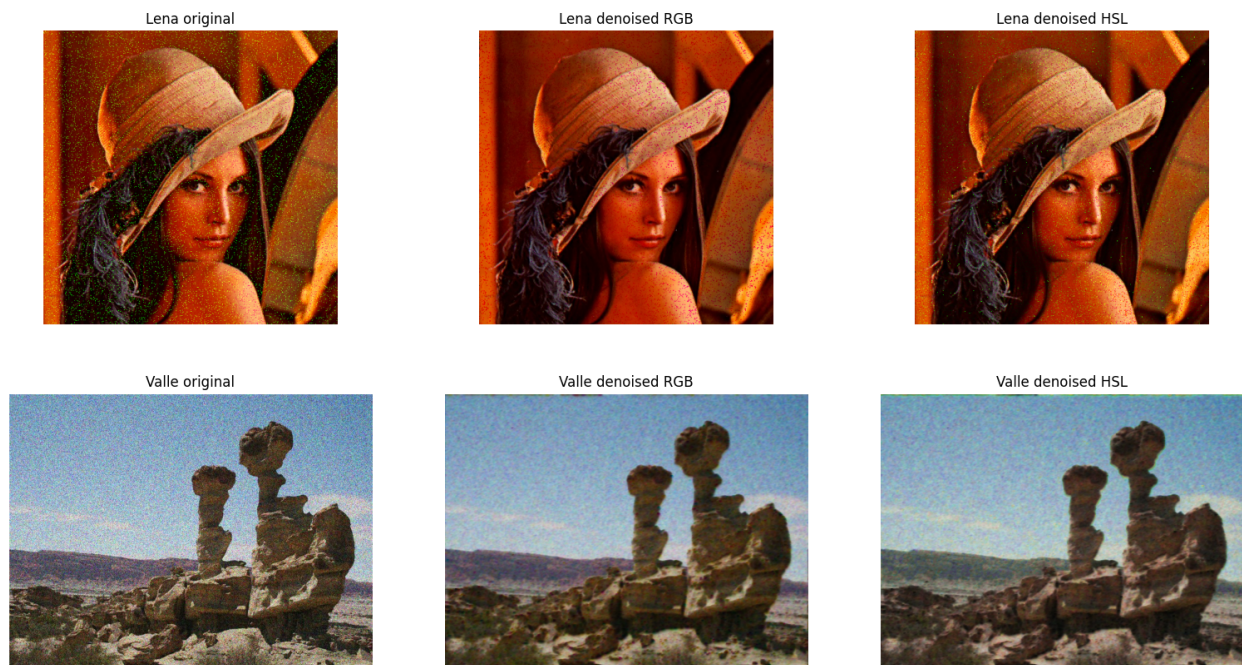 Lena original
Lena denoised RGB
Lena denoised HSL
Valle original
Valle denoised RGB
Valle denoised HSL